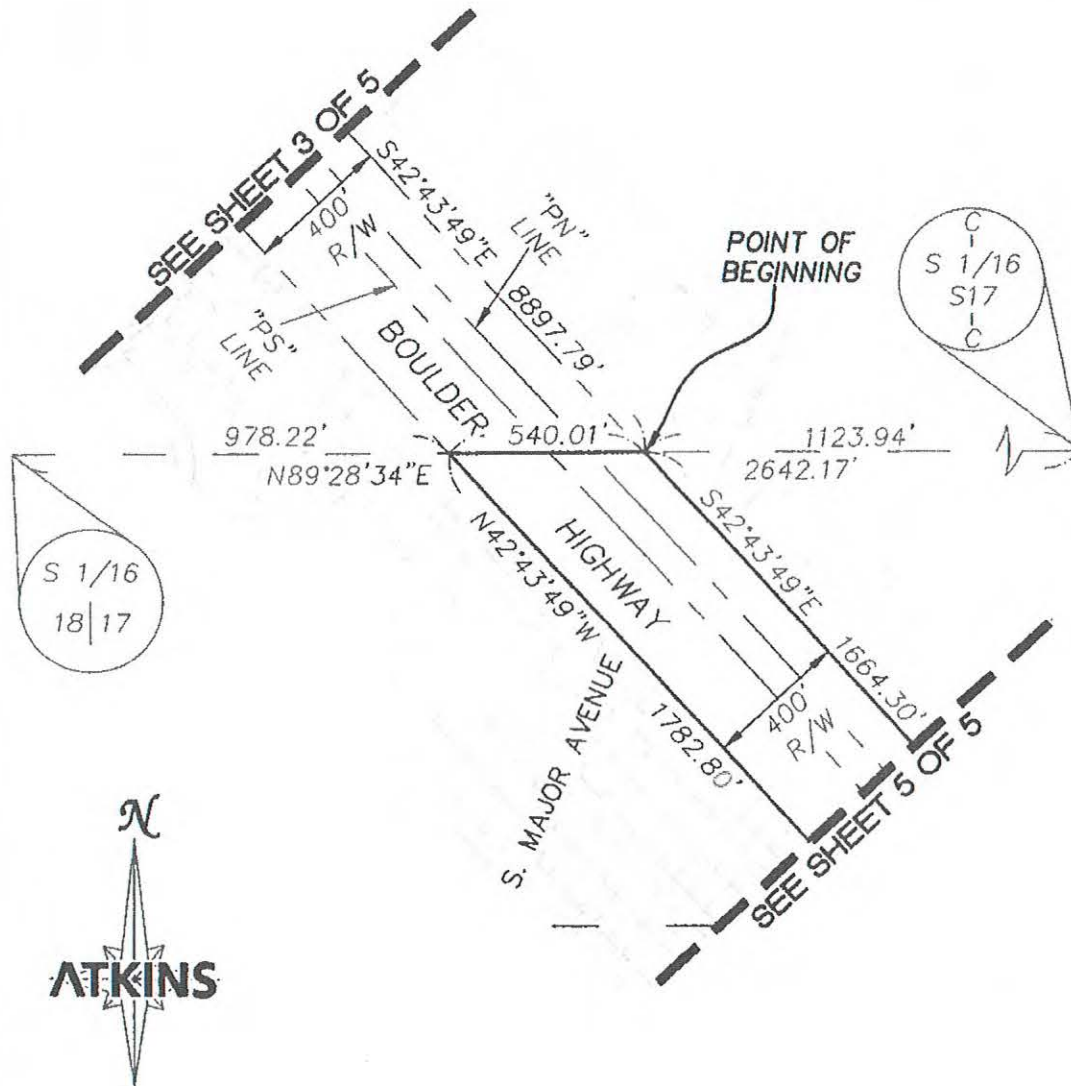 SEE SHEET 3 OF 5
400'
R/W
S42°43'49"E
8897.79'
"PN"
LINE
"PS"
LINE
BOULDER
HIGHWAY
POINT OF
BEGINNING
C
S 1/16
S17
C
978.22'
N89°28'34"E
540.01'
1123.94'
2642.17'
S 1/16
18|17
N42°43'49"W
1782.80'
S42°43'49"E
1664.30'
400'
R/W
S. MAJOR AVENUE
SEE SHEET 5 OF 5
N
ATKINS